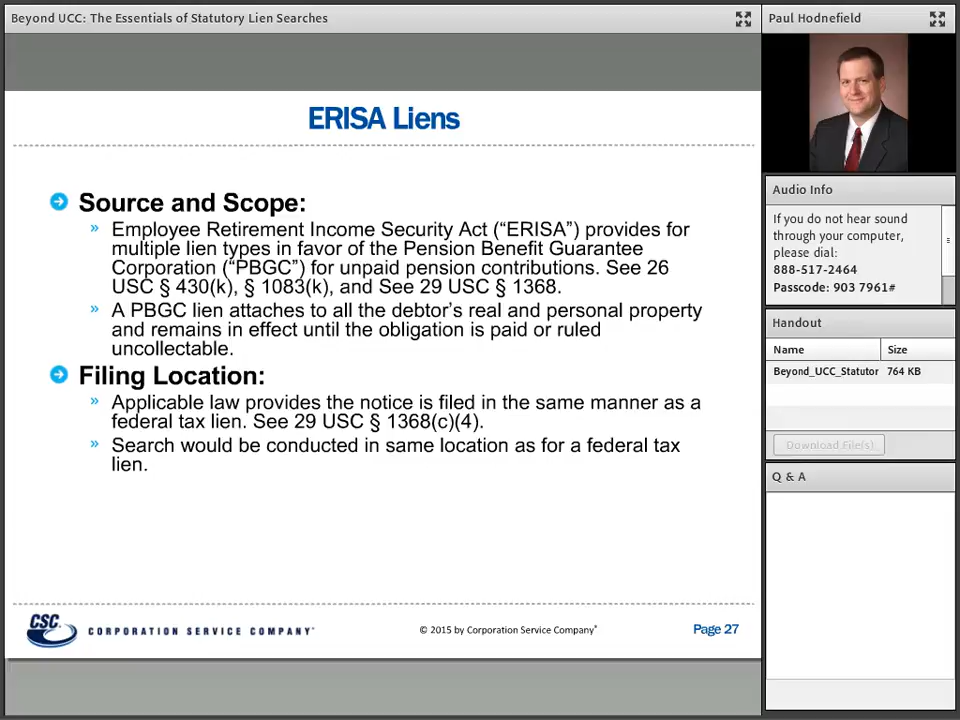 Beyond UCC: The Essentials of Statutory Lien Searches
Paul Hodnefield
ERISA Liens
Source and Scope:
» Employee Retirement Income Security Act (“ERISA”) provides for
multiple lien types in favor of the Pension Benefit Guarantee
Corporation (“PBGC”) for unpaid pension contributions. See 26
USC § 430(k), § 1083(k), and See 29 USC § 1368.
» A PBGC lien attaches to all the debtor’s real and personal property
and remains in effect until the obligation is paid or ruled
uncollectable.
Filing Location:
» Applicable law provides the notice is filed in the same manner as a
federal tax lien. See 29 USC § 1368(c)(4).
» Search would be conducted in same location as for a federal tax
lien.
CSC. CORPORATION SERVICE COMPANY®
© 2015 by Corporation Service Company®
Page 27
Audio Info
If you do not hear sound
through your computer,
please dial:
888-517-2464
Passcode: 903 7961#
Handout
Name Size
Beyond_UCC_Statutor 764 KB
Download File(s)
Q & A